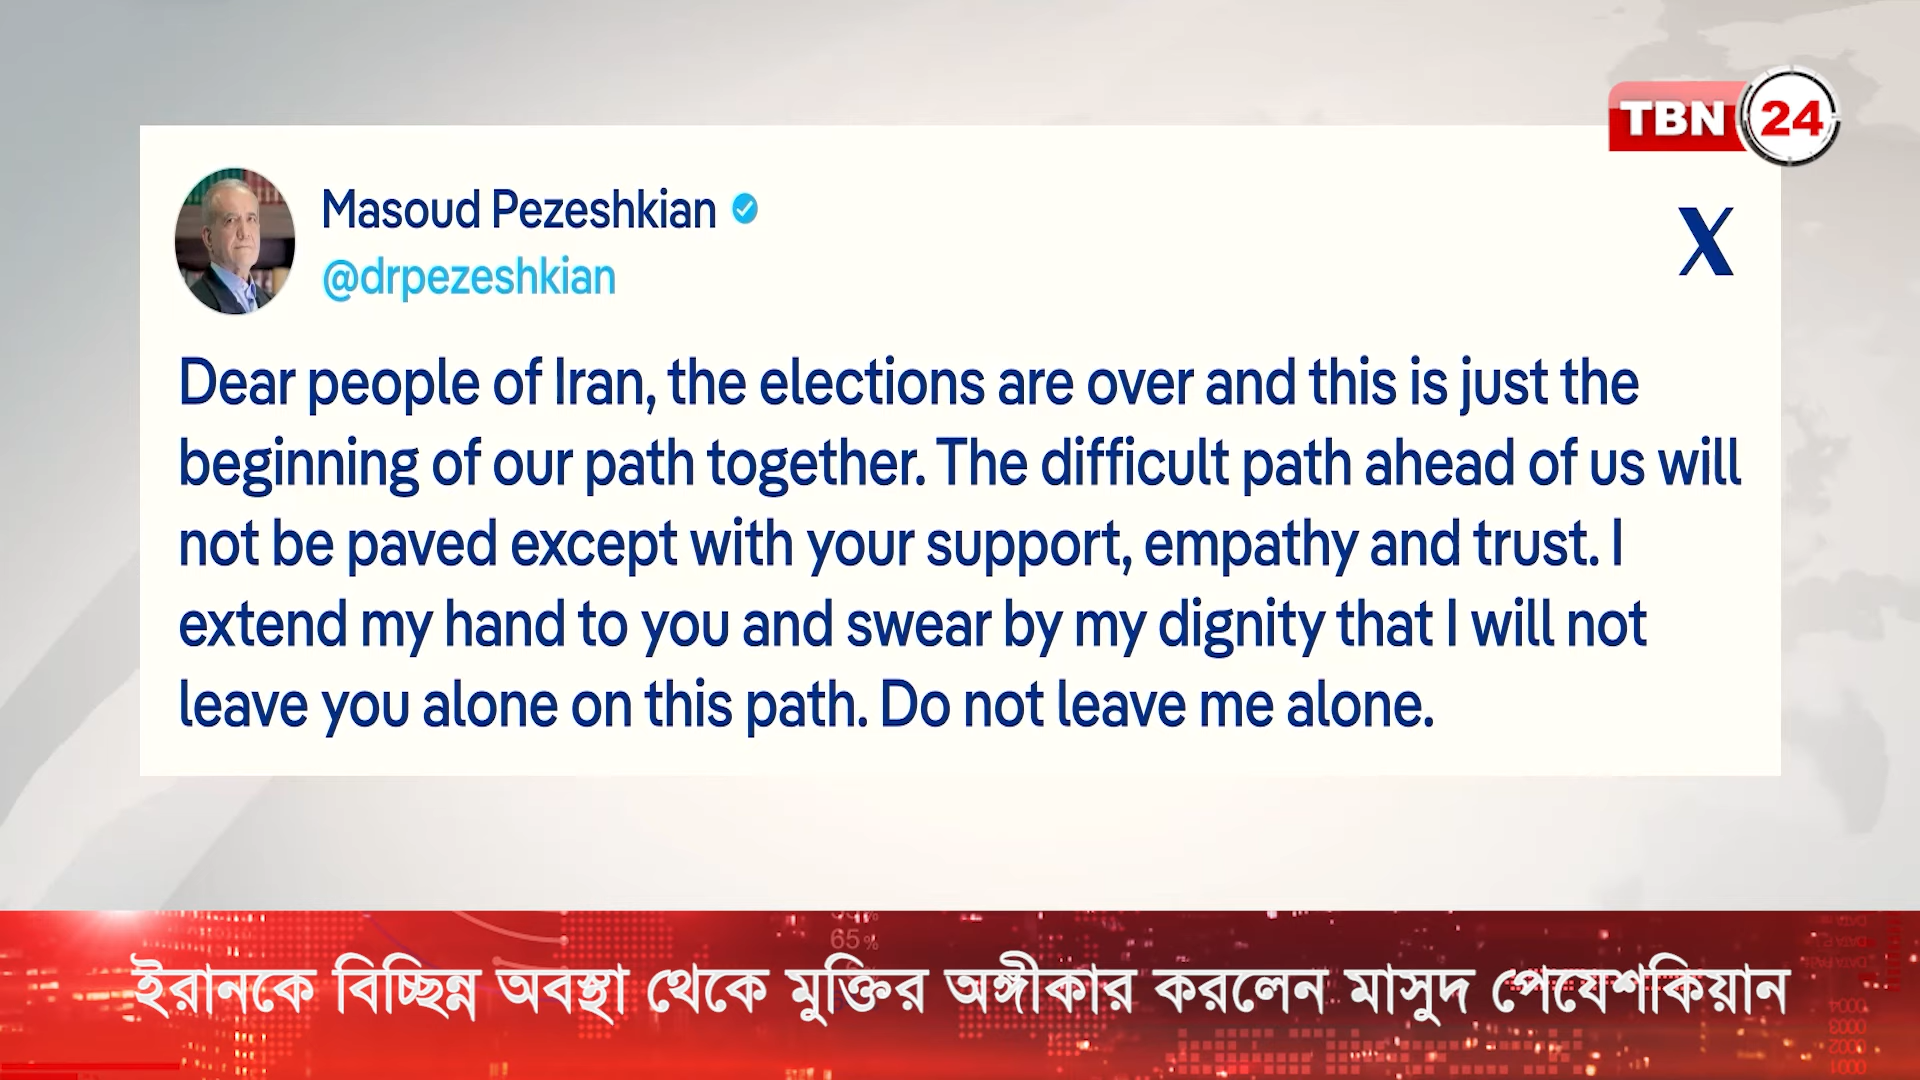 TBN 24
Masoud Pezeshkian
@drpezeshkian
X
Dear people of Iran, the elections are over and this is just the
beginning of our path together. The difficult path ahead of us will
not be paved except with your support, empathy and trust. I
extend my hand to you and swear by my dignity that I will not
leave you alone on this path. Do not leave me alone.
65%
ইরানকে বিচ্ছিন্ন অবস্থা থেকে মুক্তির অঙ্গীকার করলেন মাসুদ পেযেশকিয়ান